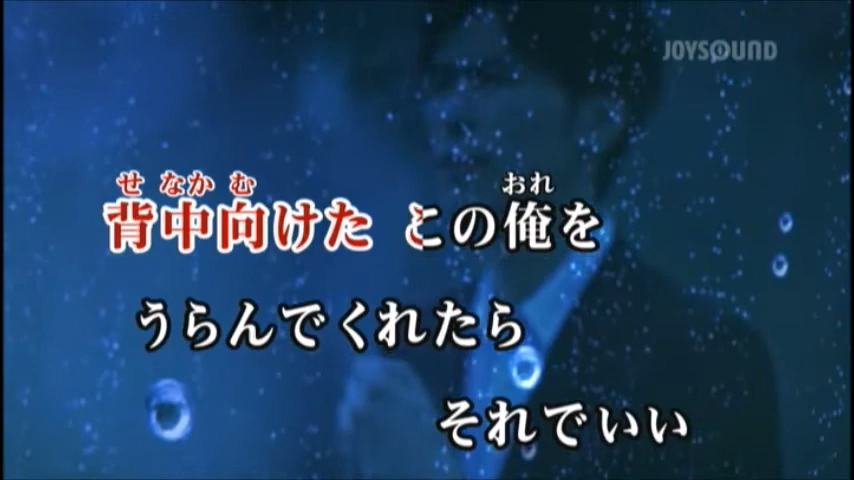 JOYSOUND
せ なか む おれ
背中向けた この俺を
うらんでくれたら
それでいい